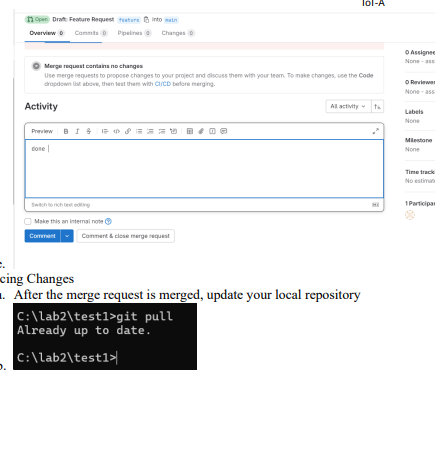 IoT-A
Open Draft: Feature Request feature into main
Overview 0 Commits 0 Pipelines 0 Changes 0
Merge request contains no changes
Use merge requests to propose changes to your project and discuss them with your team. To make changes, use the Code
dropdown list above, then test them with CI/CD before merging.
Activity
All activity
Preview
done
Switch to rich text editing
Make this an internal note
Comment
Comment & close merge request
0 Assignee
None - ass
0 Reviewer
None - ass
Labels
None
Milestone
None
Time track
No estimat
1 Participan
e.
cing Changes
After the merge request is merged, update your local repository
C:\lab2\test1>git pull
Already up to date.
C:\lab2\test1>
b.